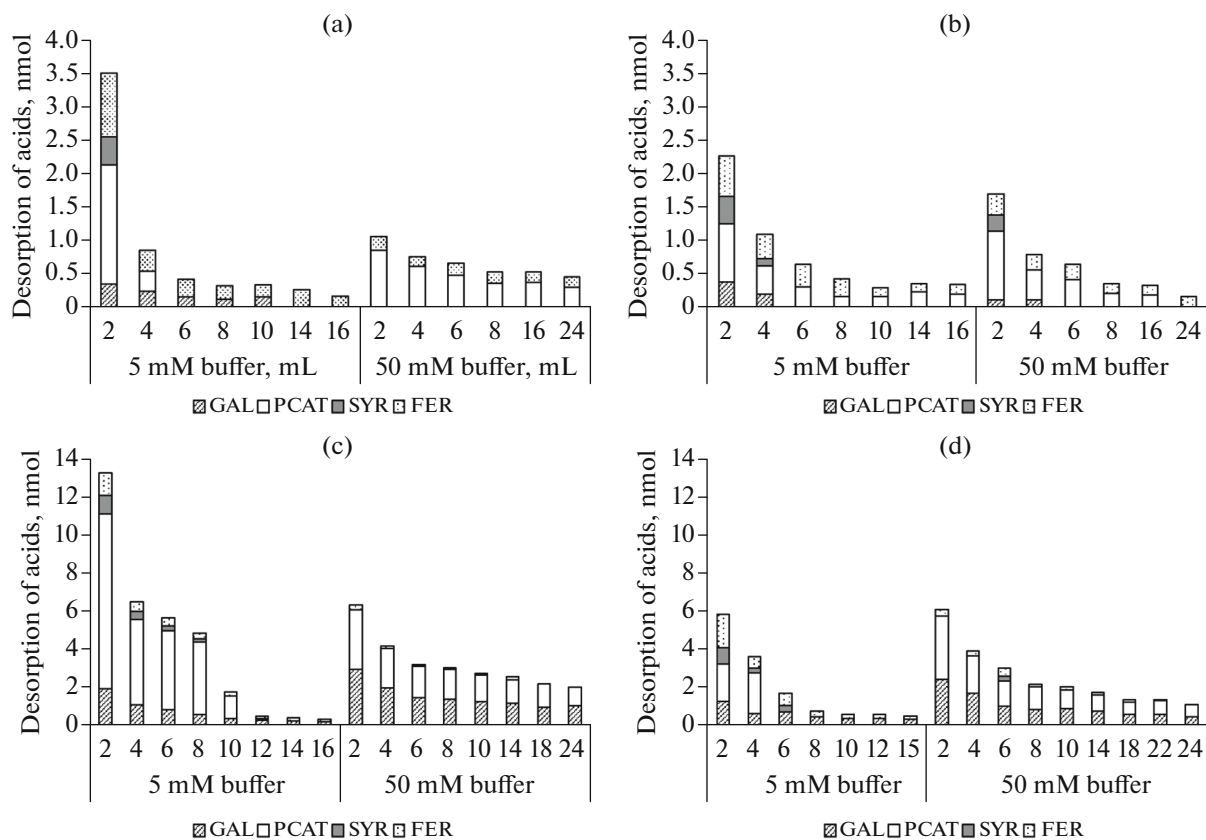 (a)
Desorption of acids, nmol
4.0
3.5
3.0
2.5
2.0
1.5
1.0
0.5
0
2 4 6 8 10 14 16 2 4 6 8 16 24
5 mM buffer, mL 50 mM buffer, mL
GAL PCAT SYR FER
(b)
Desorption of acids, nmol
4.0
3.5
3.0
2.5
2.0
1.5
1.0
0.5
0
2 4 6 8 10 14 16 2 4 6 8 16 24
5 mM buffer 50 mM buffer
GAL PCAT SYR FER
(c)
Desorption of acids, nmol
14
12
10
8
6
4
2
0
2 4 6 8 10 12 14 16 2 4 6 8 10 14 18 24
5 mM buffer 50 mM buffer
GAL PCAT SYR FER
(d)
Desorption of acids, nmol
14
12
10
8
6
4
2
0
2 4 6 8 10 12 15 2 4 6 8 10 14 18 22 24
5 mM buffer 50 mM buffer
GAL PCAT SYR FER